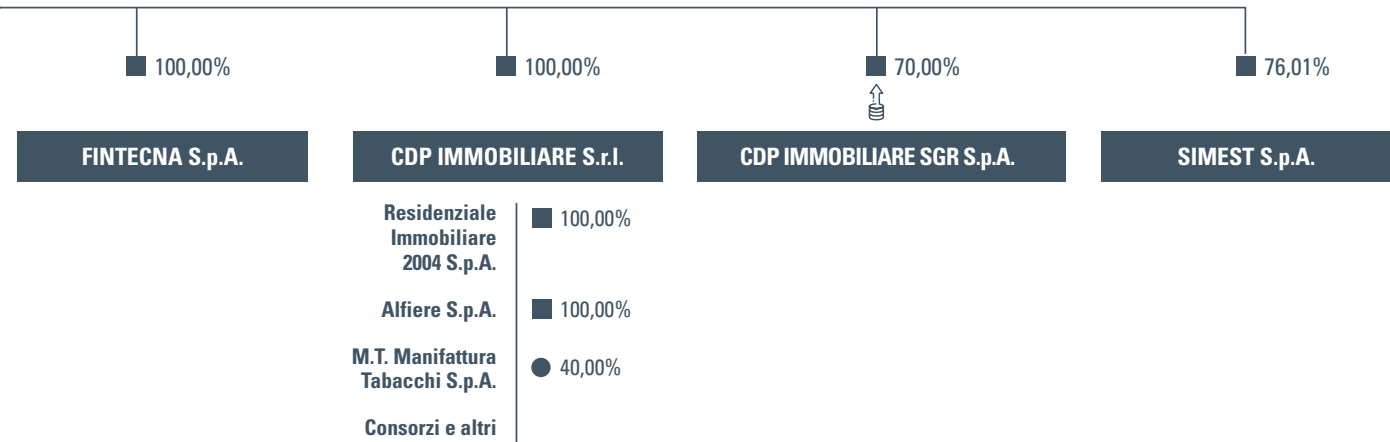 100,00%
100,00%
70,00%
76,01%
FINTECNA S.p.A.
CDP IMMOBILIARE S.r.l.
CDP IMMOBILIARE SGR S.p.A.
SIMEST S.p.A.
Residenziale
Immobiliare
2004 S.p.A.
100,00%
Alfiere S.p.A.
100,00%
M.T. Manifattura
Tabacchi S.p.A.
40,00%
Consorzi e altri